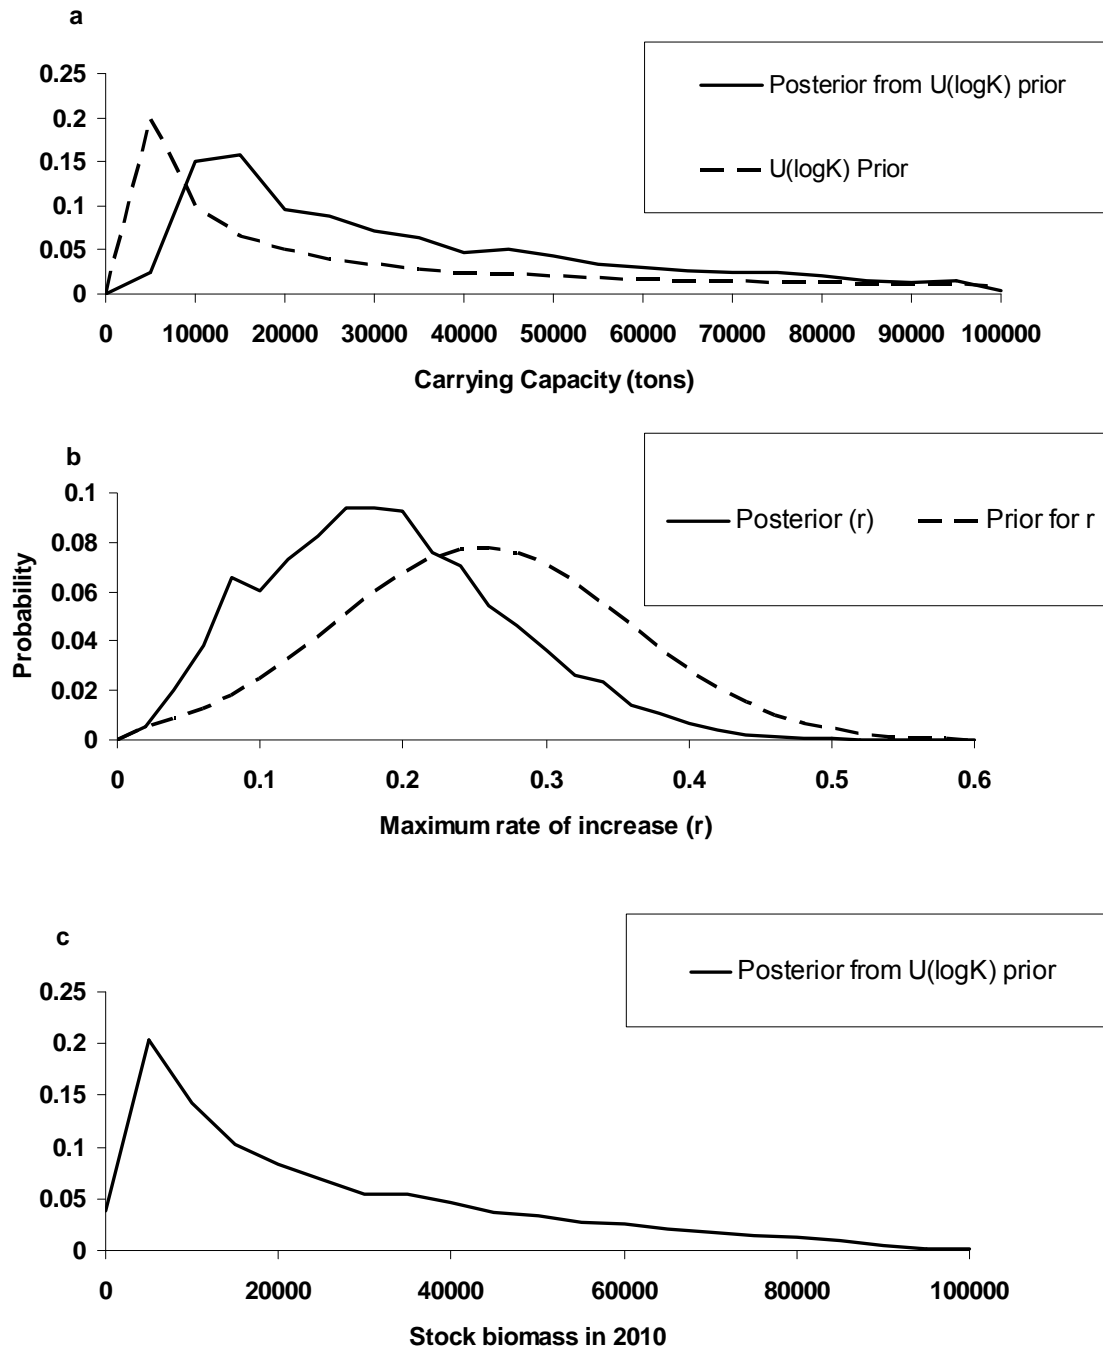 a
Posterior from U(logK) prior
U(logK) Prior
0.25
0.2
0.15
0.1
0.05
0
0 10000 20000 30000 40000 50000 60000 70000 80000 90000 100000
Carrying Capacity (tons)
b
Posterior (r) Prior for r
Probability
0.1
0.08
0.06
0.04
0.02
0
0 0.1 0.2 0.3 0.4 0.5 0.6
Maximum rate of increase (r)
c
Posterior from U(logK) prior
0.25
0.2
0.15
0.1
0.05
0
0 20000 40000 60000 80000 100000
Stock biomass in 2010